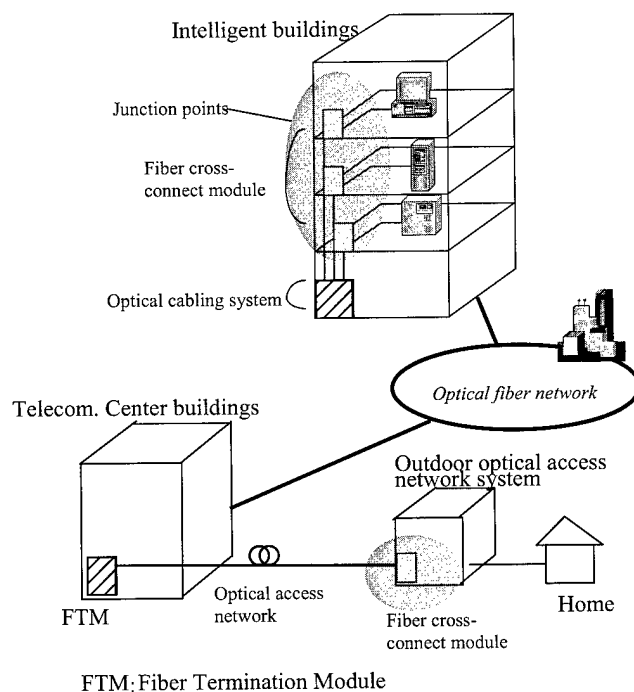 Intelligent buildings
Junction points
Fiber cross-
connect module
Optical cabling system
Optical fiber network
Telecom. Center buildings
Outdoor optical access
network system
FTM
Optical access
network
Fiber cross-
connect module
Home
FTM: Fiber Termination Module